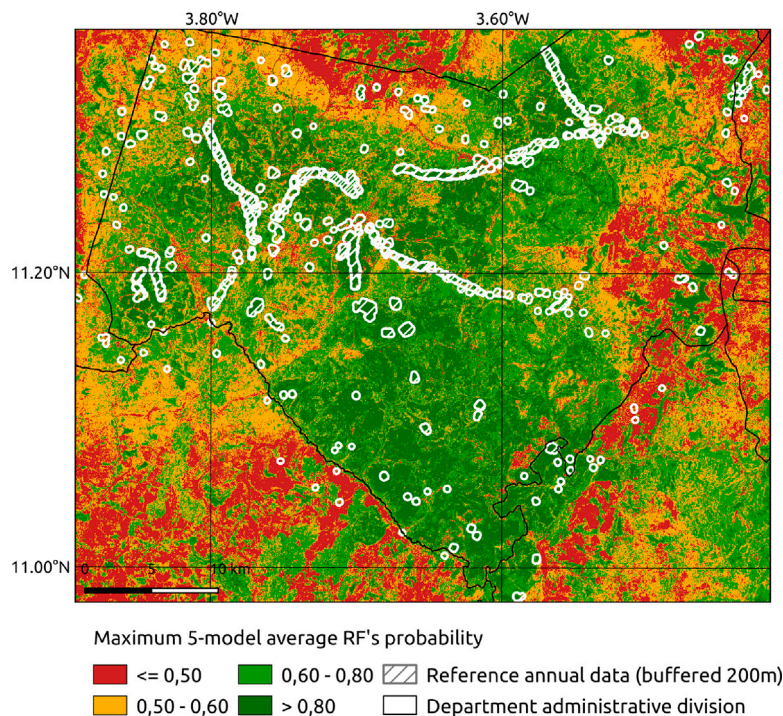 3.80°W 3.60°W
11.20°N
11.00°N
0 5 10 km
Maximum 5-model average RF's probability
<= 0,50 0,60 - 0,80 Reference annual data (buffered 200m)
0,50 - 0,60 > 0,80 Department administrative division